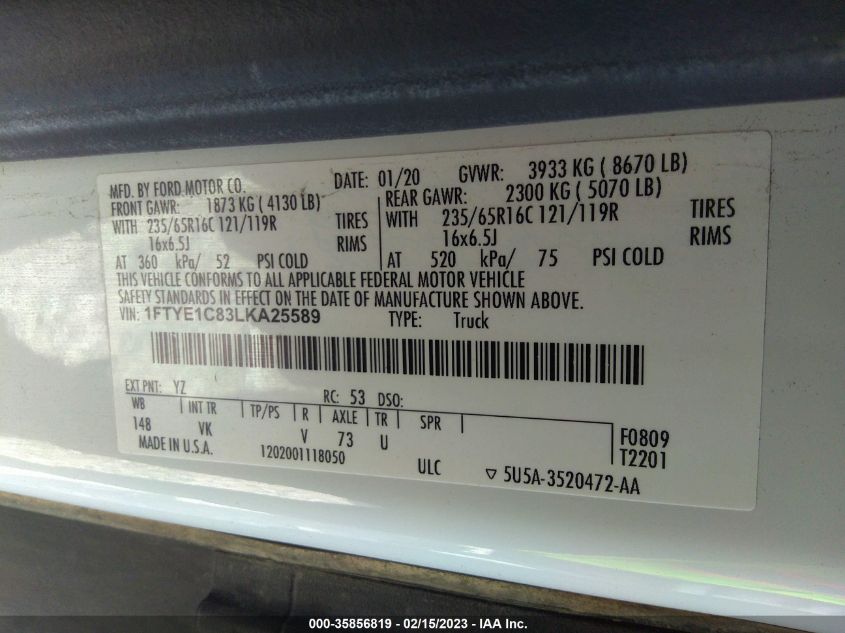 MFD. BY FORD MOTOR CO. DATE: 01/20 GVWR: 3933 KG ( 8670 LB)
FRONT GAWR: 1873 KG ( 4130 LB) REAR GAWR: 2300 KG ( 5070 LB)
WITH 235/65R16C 121/119R TIRES WITH 235/65R16C 121/119R TIRES
16x6.5J RIMS 16x6.5J RIMS
AT 360 kPa/ 52 PSI COLD AT 520 kPa/ 75 PSI COLD
THIS VEHICLE CONFORMS TO ALL APPLICABLE FEDERAL MOTOR VEHICLE
SAFETY STANDARDS IN EFFECT ON THE DATE OF MANUFACTURE SHOWN ABOVE.
VIN: 1FTYE1C83LKA25589 TYPE: Truck
EXT PNT: YZ RC: 53 DSO:
WB INT TR TP/PS R AXLE TR SPR
148 VK V 73 U F0809
MADE IN U.S.A. 1202001118050 T2201
ULC ▽ 5U5A-3520472-AA
000-35856819 / 02/15/2023 - IAA Inc.